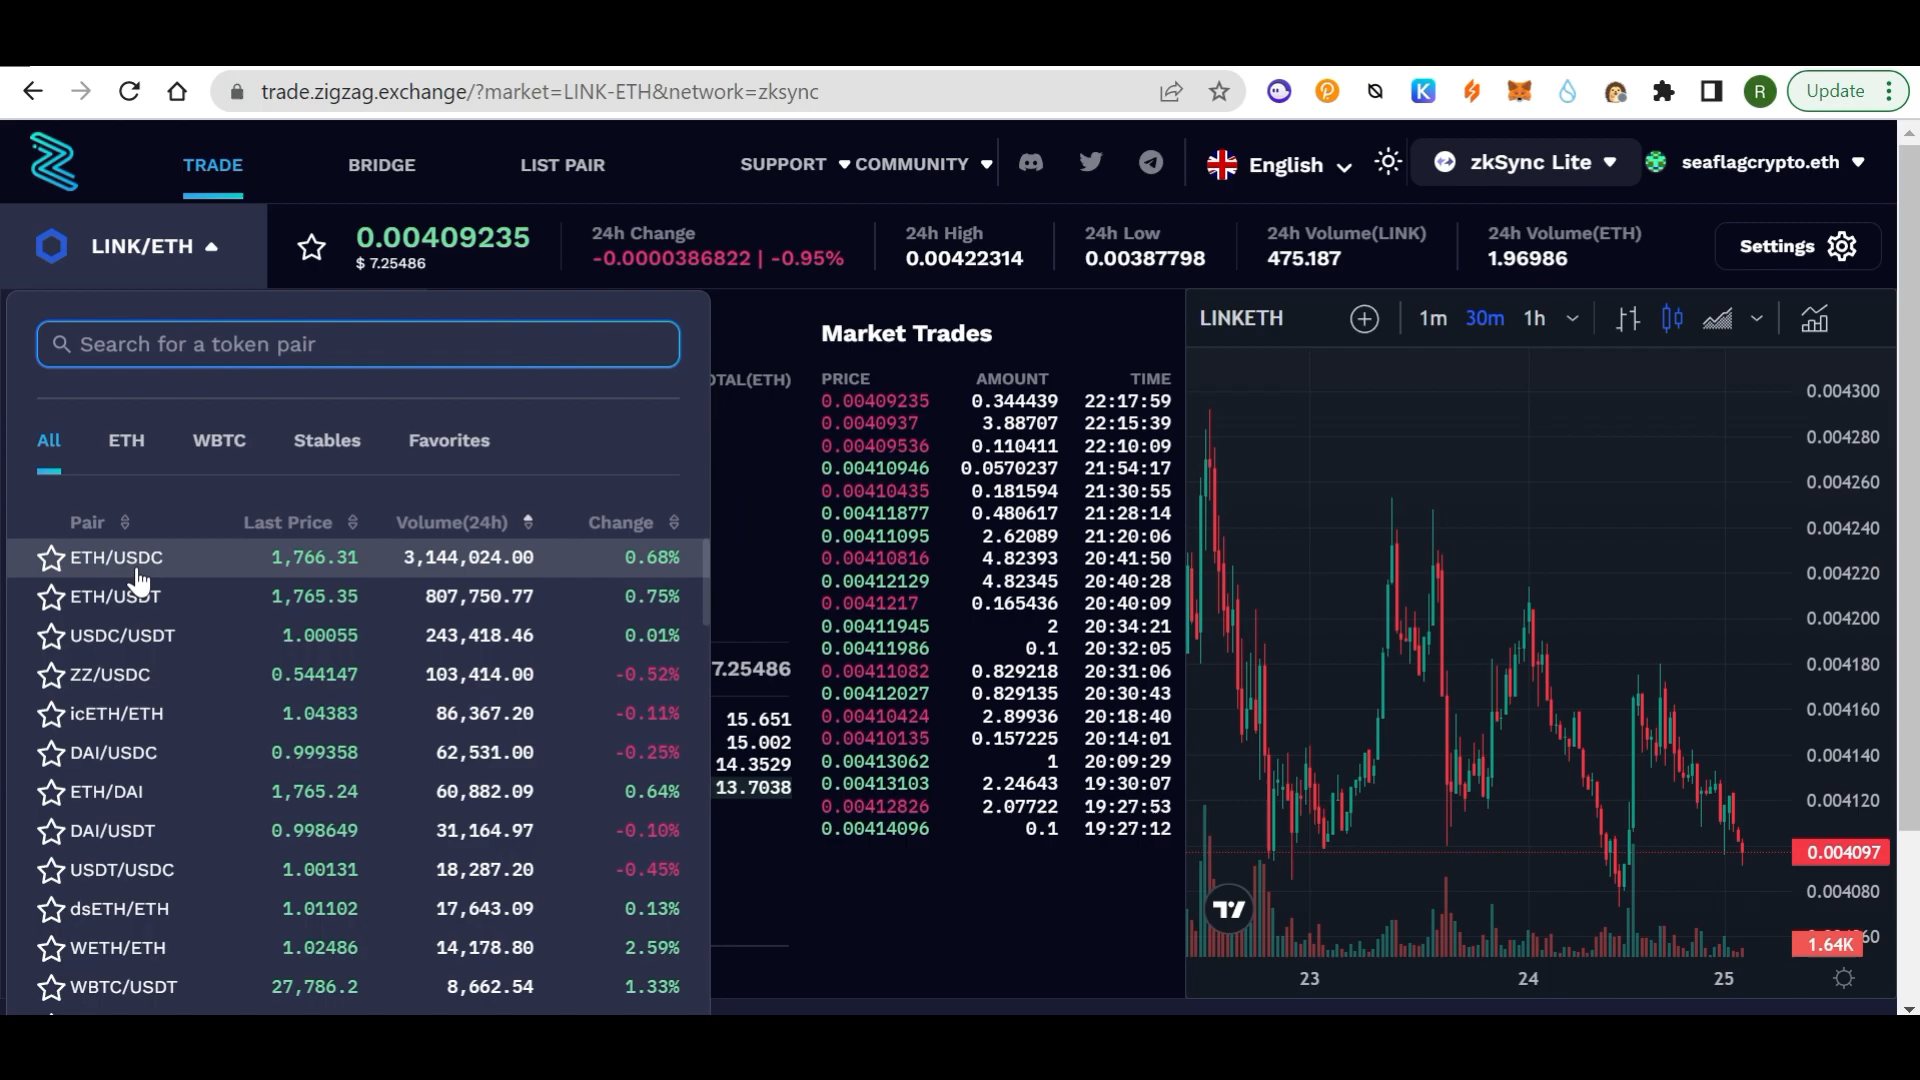 trade.zigzag.exchange/?market=LINK-ETH&network=zksync
K
R
Update
TRADE
BRIDGE
LIST PAIR
SUPPORT
COMMUNITY
English
zkSync Lite
seaflagcrypto.eth
LINK/ETH
0.00409235
$ 7.25486
24h Change
-0.0000386822 | -0.95%
24h High
0.00422314
24h Low
0.00387798
24h Volume(LINK)
475.187
24h Volume(ETH)
1.96986
Settings
Search for a token pair
All ETH WBTC Stables Favorites
Pair Last Price Volume(24h) Change
ETH/USDC 1,766.31 3,144,024.00 0.68%
ETH/USDT 1,765.35 807,750.77 0.75%
USDC/USDT 1.00055 243,418.46 0.01%
ZZ/USDC 0.544147 103,414.00 -0.52%
icETH/ETH 1.04383 86,367.20 -0.11%
DAI/USDC 0.999358 62,531.00 -0.25%
ETH/DAI 1,765.24 60,882.09 0.64%
DAI/USDT 0.998649 31,164.97 -0.10%
USDT/USDC 1.00131 18,287.20 -0.45%
dsETH/ETH 1.01102 17,643.09 0.13%
WETH/ETH 1.02486 14,178.80 2.59%
WBTC/USDT 27,786.2 8,662.54 1.33%
OTAL(ETH)
7.25486
15.651
15.002
14.3529
13.7038
Market Trades
PRICE AMOUNT TIME
0.00409235 0.344439 22:17:59
0.0040937 3.88707 22:15:39
0.00409536 0.110411 22:10:09
0.00410946 0.0570237 21:54:17
0.00410435 0.181594 21:30:55
0.00411877 0.480617 21:28:14
0.00411095 2.62089 21:20:06
0.00410816 4.82393 20:41:50
0.00412129 4.82345 20:40:28
0.0041217 0.165436 20:40:09
0.00411945 2 20:34:21
0.00411986 0.1 20:32:05
0.00411082 0.829218 20:31:06
0.00412027 0.829135 20:30:43
0.00410424 2.89936 20:18:40
0.00410135 0.157225 20:14:01
0.00413062 1 20:09:29
0.00413103 2.24643 19:30:07
0.00412826 2.07722 19:27:53
0.00414096 0.1 19:27:12
LINKETH
1m 30m 1h
0.004300
0.004280
0.004260
0.004240
0.004220
0.004200
0.004180
0.004160
0.004140
0.004120
0.004097
0.004080
1.64K
60
23 24 25